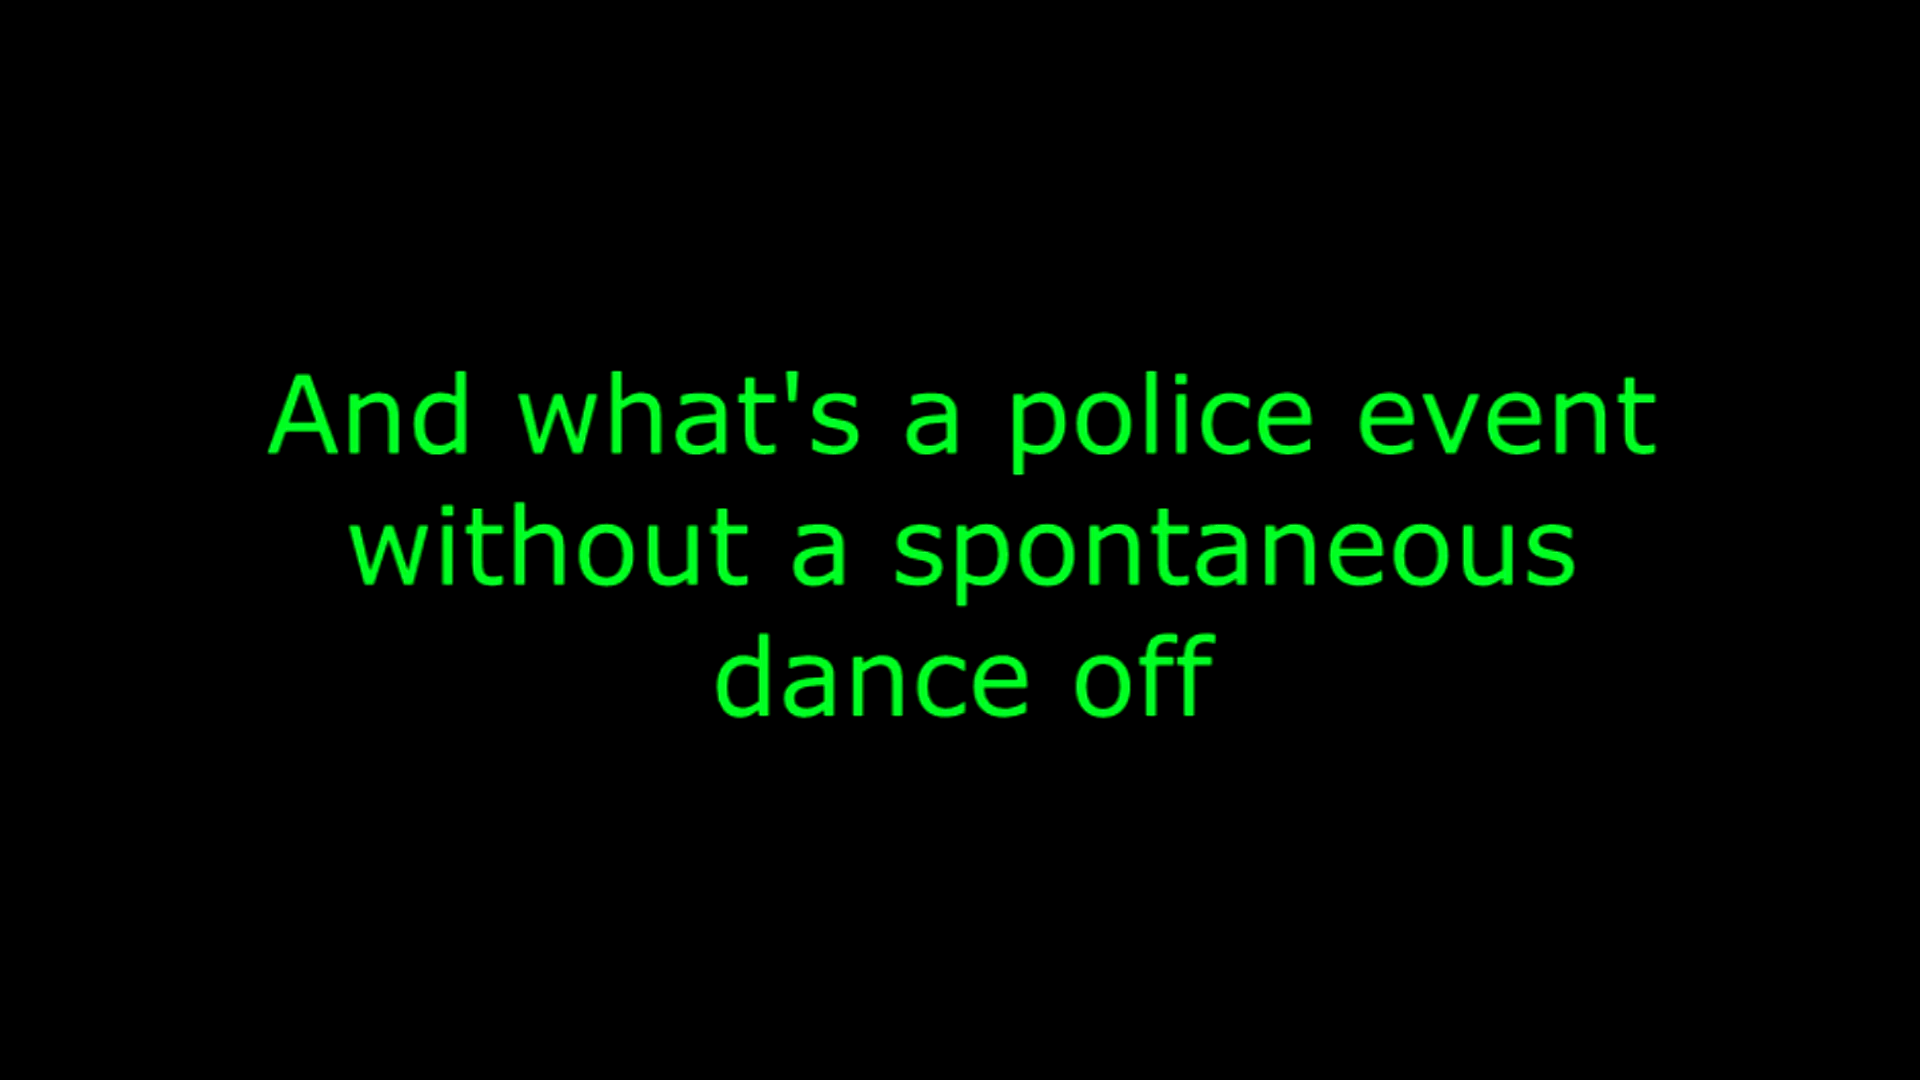 And what's a police event
without a spontaneous
dance off